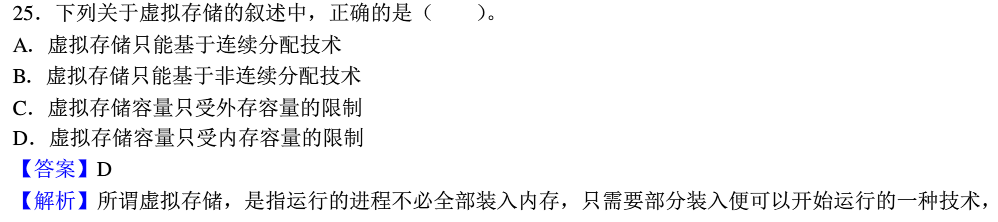 25．下列关于虚拟存储的叙述中，正确的是（　　）。
A．虚拟存储只能基于连续分配技术
B．虚拟存储只能基于非连续分配技术
C．虚拟存储容量只受外存容量的限制
D．虚拟存储容量只受内存容量的限制
【答案】D
【解析】所谓虚拟存储，是指运行的进程不必全部装入内存，只需要部分装入便可以开始运行的一种技术，